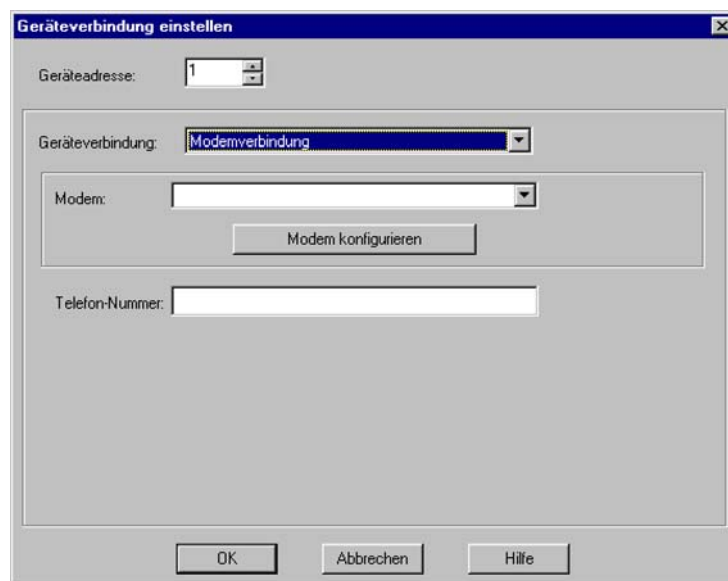 Geräteverbindung einstellen
Geräteadresse: 1
Geräteverbindung: Modemverbindung
Modem:
Modem konfigurieren
Telefon-Nummer:
OK Abbrechen Hilfe